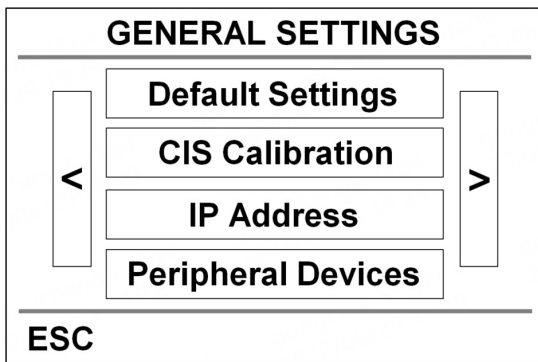 GENERAL SETTINGS
Default Settings
CIS Calibration
<
>
IP Address
Peripheral Devices
ESC